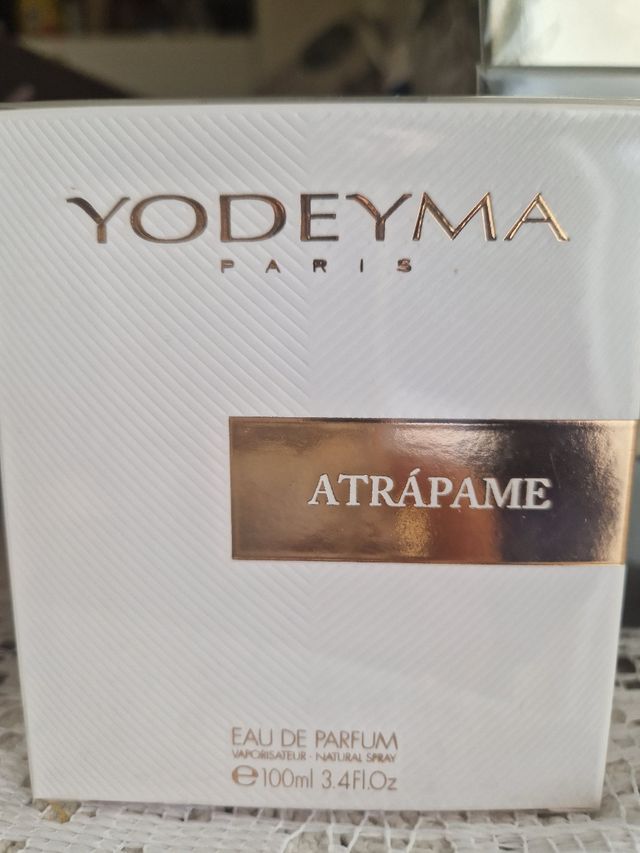 YODEYMA
PARIS
ATRÁPAME
EAU DE PARFUM
VAPORISATEUR · NATURAL SPRAY
℮100ml 3.4Fl.Oz